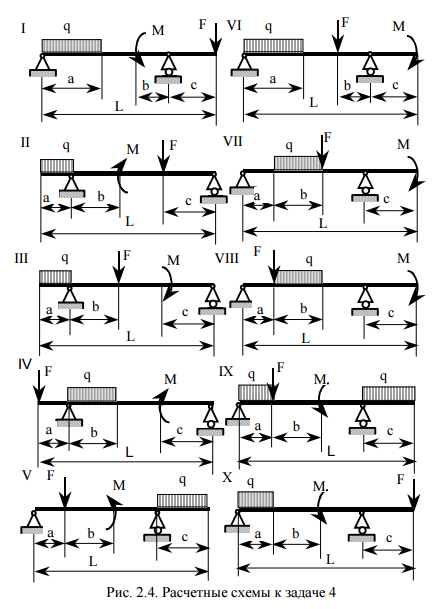 I q M F
a b c
L
VI q F M
a b c
L
II q M F
a b c
L
VII q F M
a b c
L
III q F M
a b c
L
VIII F q M
a b c
L
IV F q M
a b c
L
IX q F M. q
a b c
L
V F M q
a b c
L
X q M. F
a b c
L
Рис. 2.4. Расчетные схемы к задаче 4